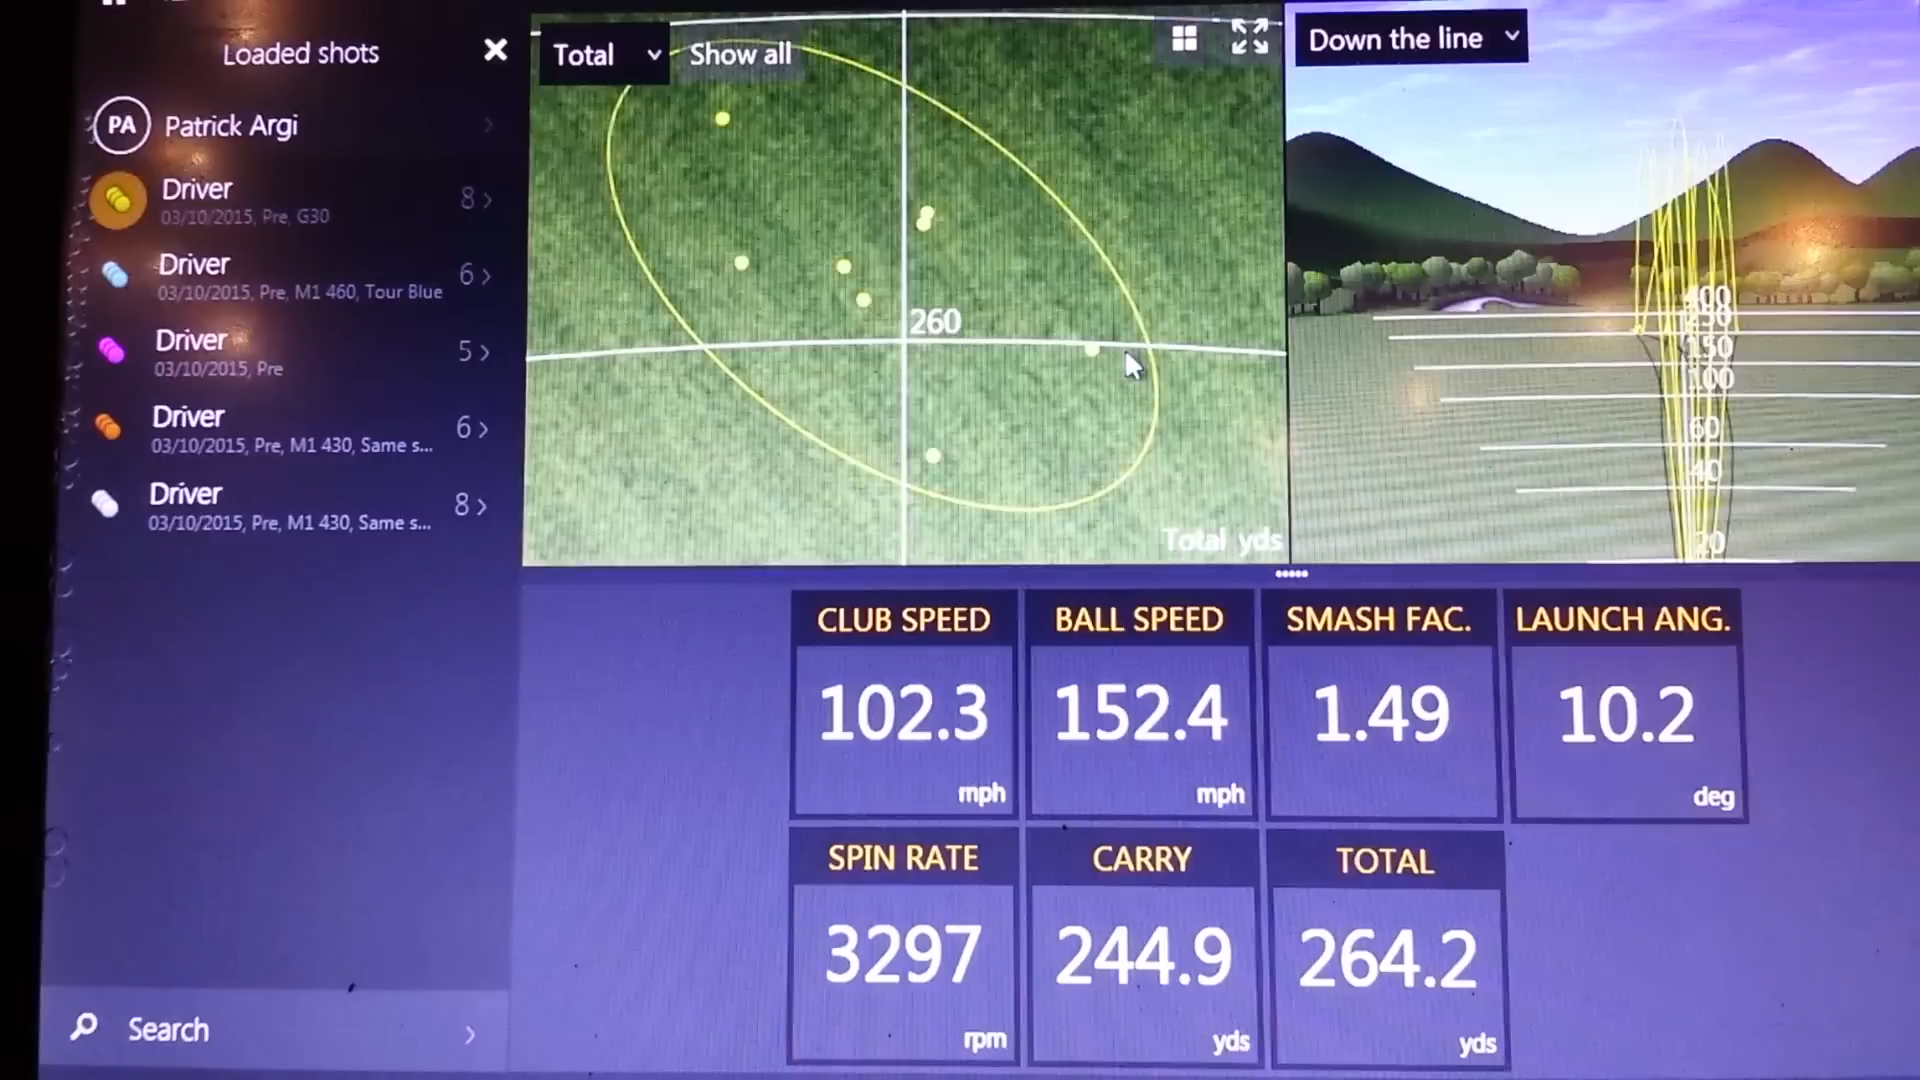 Loaded shots
PA Patrick Argi
Driver
03/10/2015, Pre, G30
8
Driver
03/10/2015, Pre, M1 460, Tour Blue
6
Driver
03/10/2015, Pre
5
Driver
03/10/2015, Pre, M1 430, Same s...
6
Driver
03/10/2015, Pre, M1 430, Same s...
8
Search
Total
Show all
260
Total yds
Down the line
400
150
100
60
40
20
CLUB SPEED
102.3
mph
BALL SPEED
152.4
mph
SMASH FAC.
1.49
LAUNCH ANG.
10.2
deg
SPIN RATE
3297
rpm
CARRY
244.9
yds
TOTAL
264.2
yds